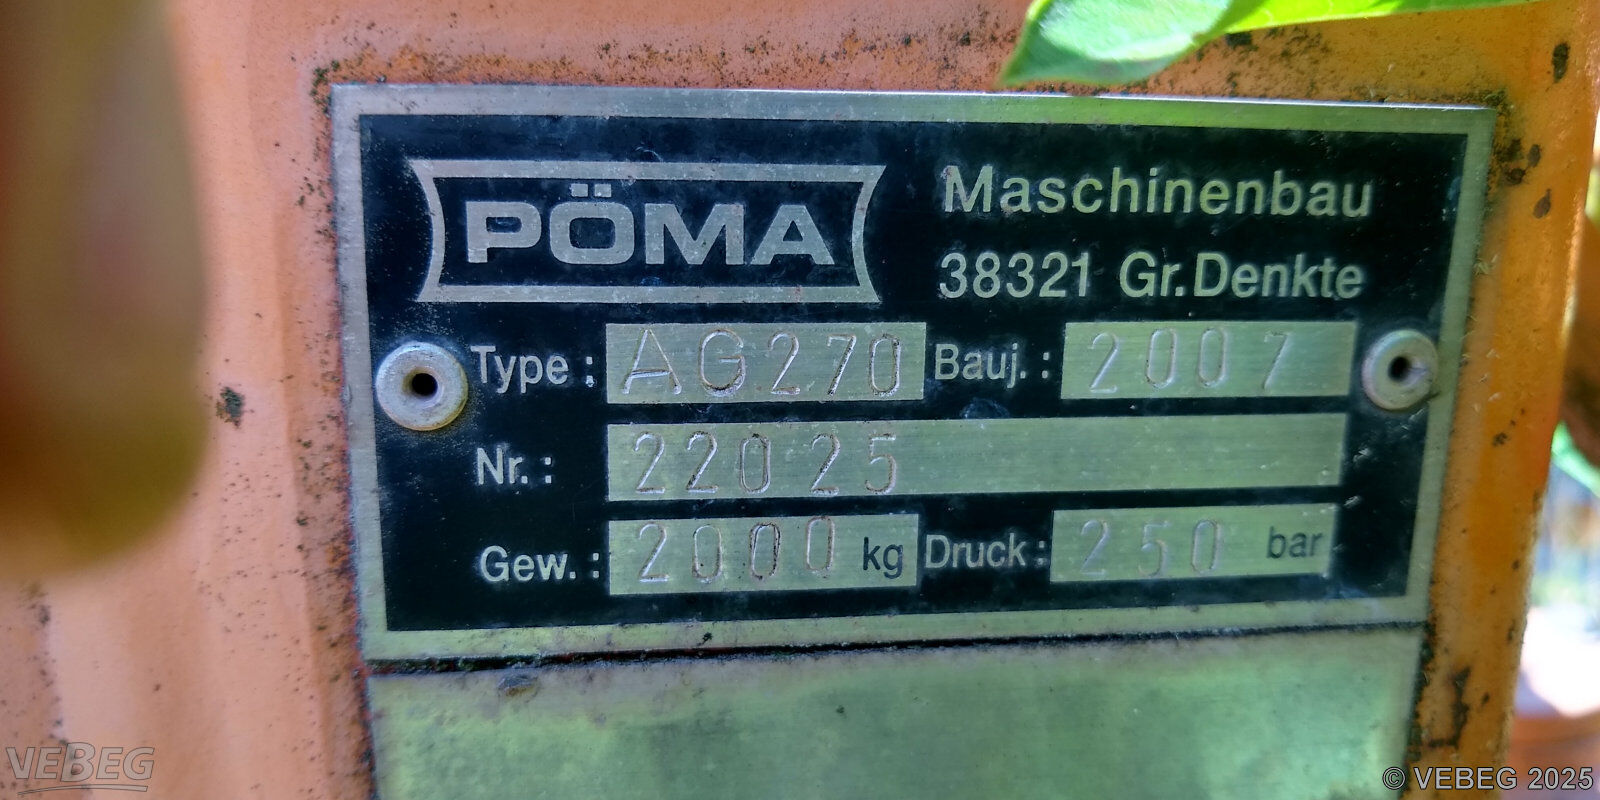 PÖMA
Maschinenbau
38321 Gr.Denkte
Type: AG270 Bauj.: 2007
Nr.: 22025
Gew.: 2000 kg Druck: 250 bar
VEBEG
© VEBEG 2025